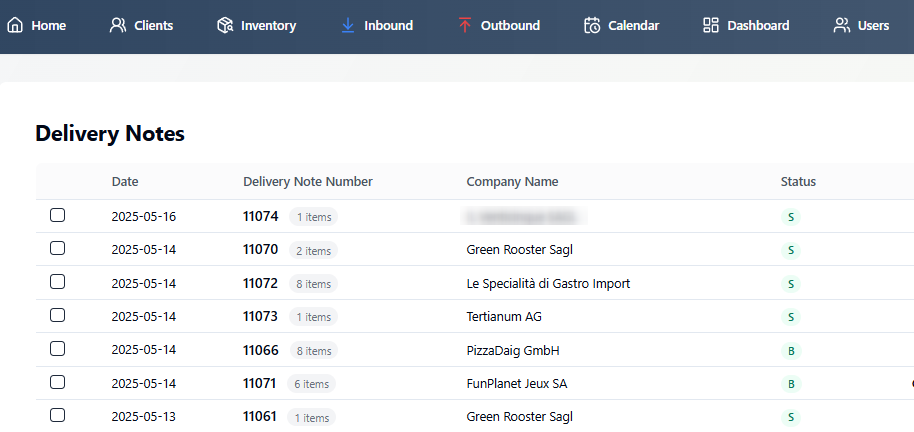 Home Clients Inventory Inbound Outbound Calendar Dashboard Users
Delivery Notes
Date Delivery Note Number Company Name Status
2025-05-16 11074 1 items S
2025-05-14 11070 2 items Green Rooster Sagl S
2025-05-14 11072 8 items Le Specialità di Gastro Import S
2025-05-14 11073 1 items Tertianum AG S
2025-05-14 11066 8 items PizzaDaig GmbH B
2025-05-14 11071 6 items FunPlanet Jeux SA B
2025-05-13 11061 1 items Green Rooster Sagl S